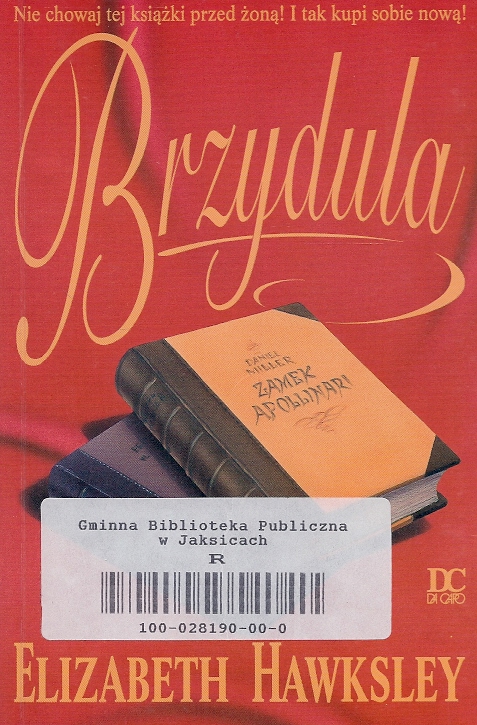 Nie chowaj tej książki przed żoną! I tak kupi sobie nową!
Brzydula
DANIEL
MILLER
ZAMEK
APOLLINARI
Gminna Biblioteka Publiczna
w Jaksicach
R
100-028190-00-0
DC
DA CAPO
ELIZABETH HAWKSLEY